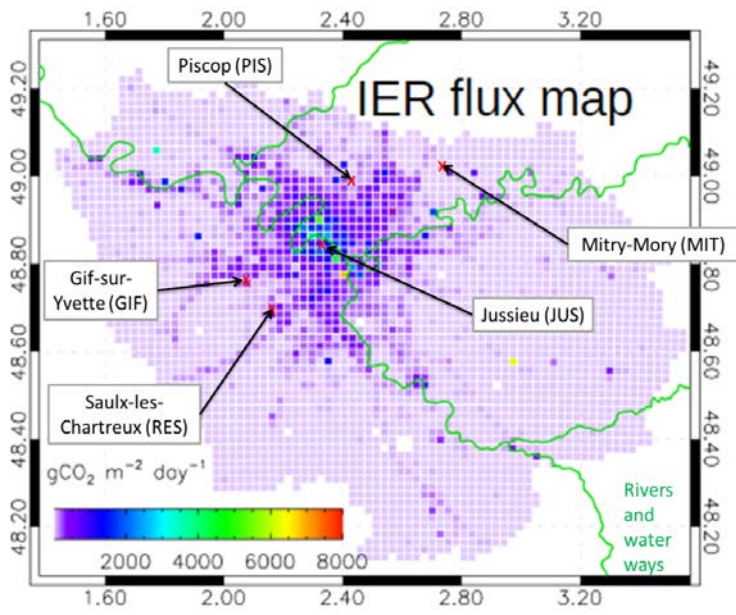 1.60 2.00 2.40 2.80 3.20
Piscop (PIS)
IER flux map
49.20
49.00
48.80
48.60
48.40
48.20
49.20
49.00
80
48.60
48.40
48.20
Mitry-Mory (MIT)
Gif-sur-
Yvette (GIF)
Jussieu (JUS)
Saulx-les-
Chartreux (RES)
gCO₂ m⁻² day⁻¹
2000 4000 6000 8000
Rivers
and
water
ways
1.60 2.00 2.40 2.80 3.20